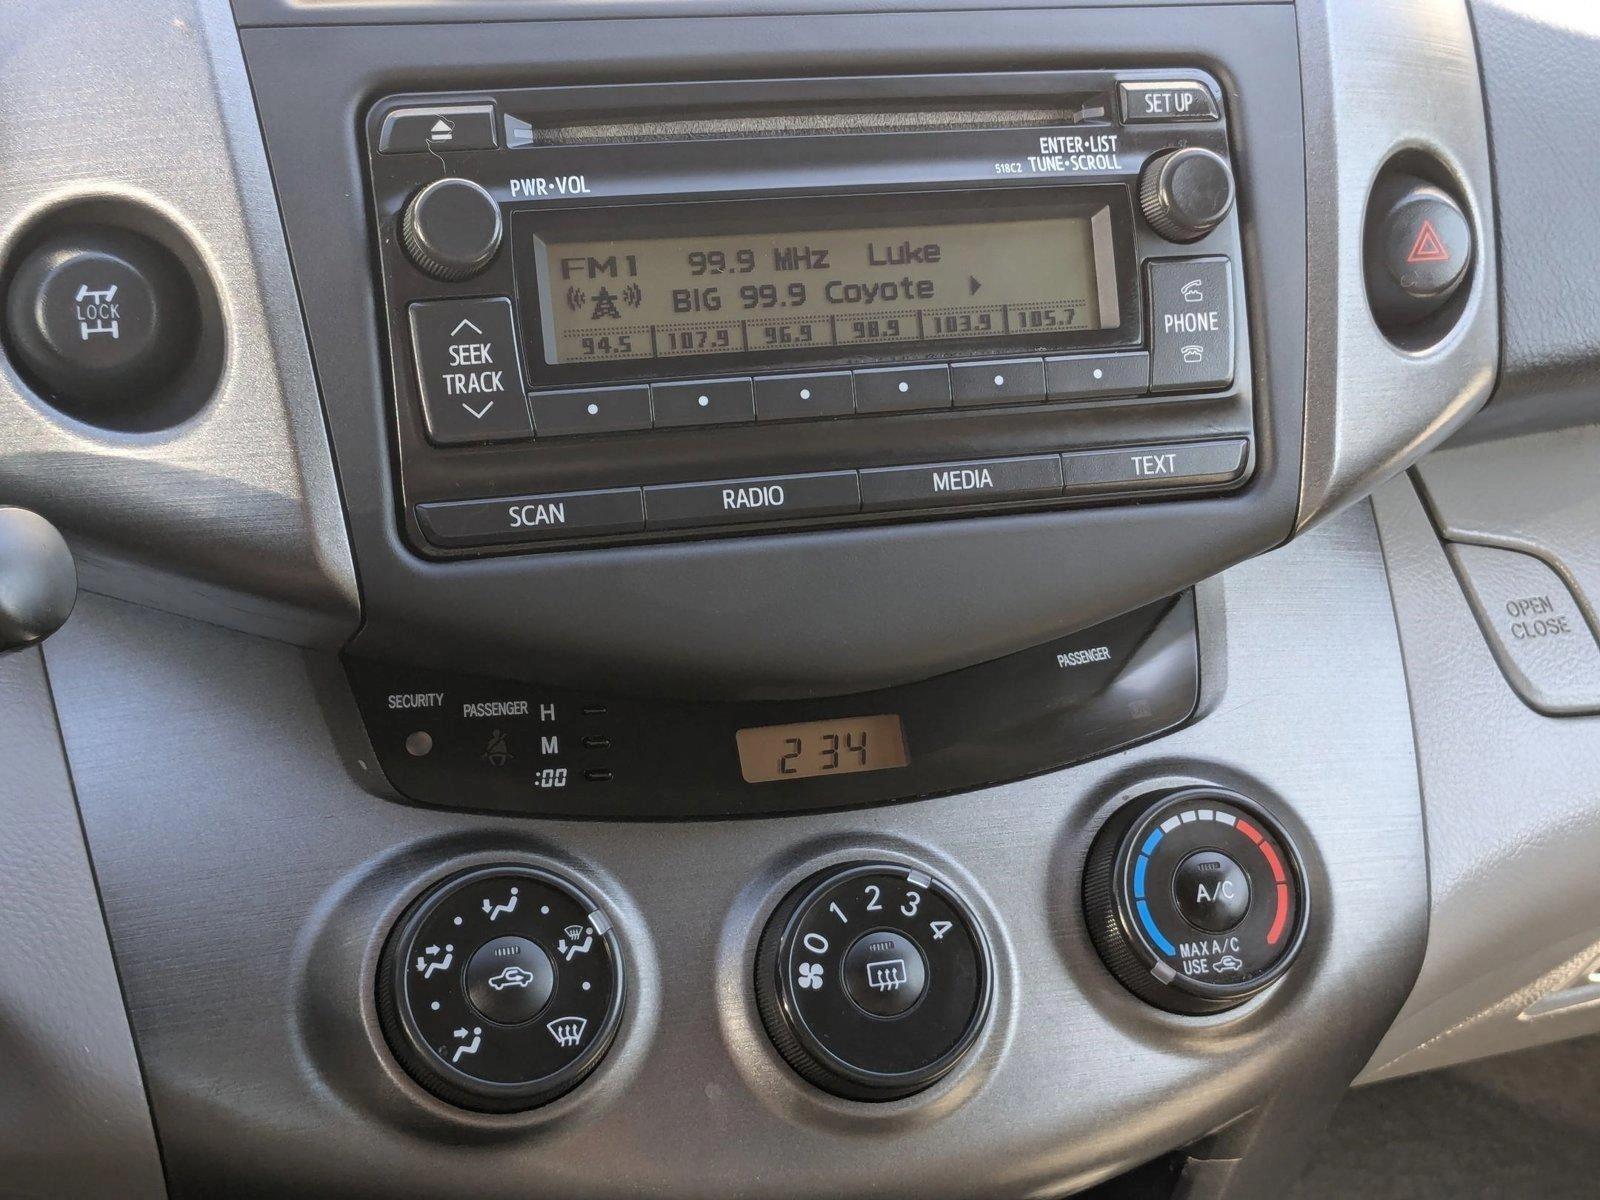 SET UP
ENTER•LIST
518C2 TUNE•SCROLL
PWR•VOL
LOCK
FM1 99.9 MHz Luke
BIG 99.9 Coyote
94.5 107.9 96.9 98.9 103.9 105.7
SEEK
TRACK
PHONE
SCAN RADIO MEDIA TEXT
OPEN
CLOSE
PASSENGER
SECURITY PASSENGER H
M
:00
2 34
0 1 2 3 4
A/C
MAX A/C
USE